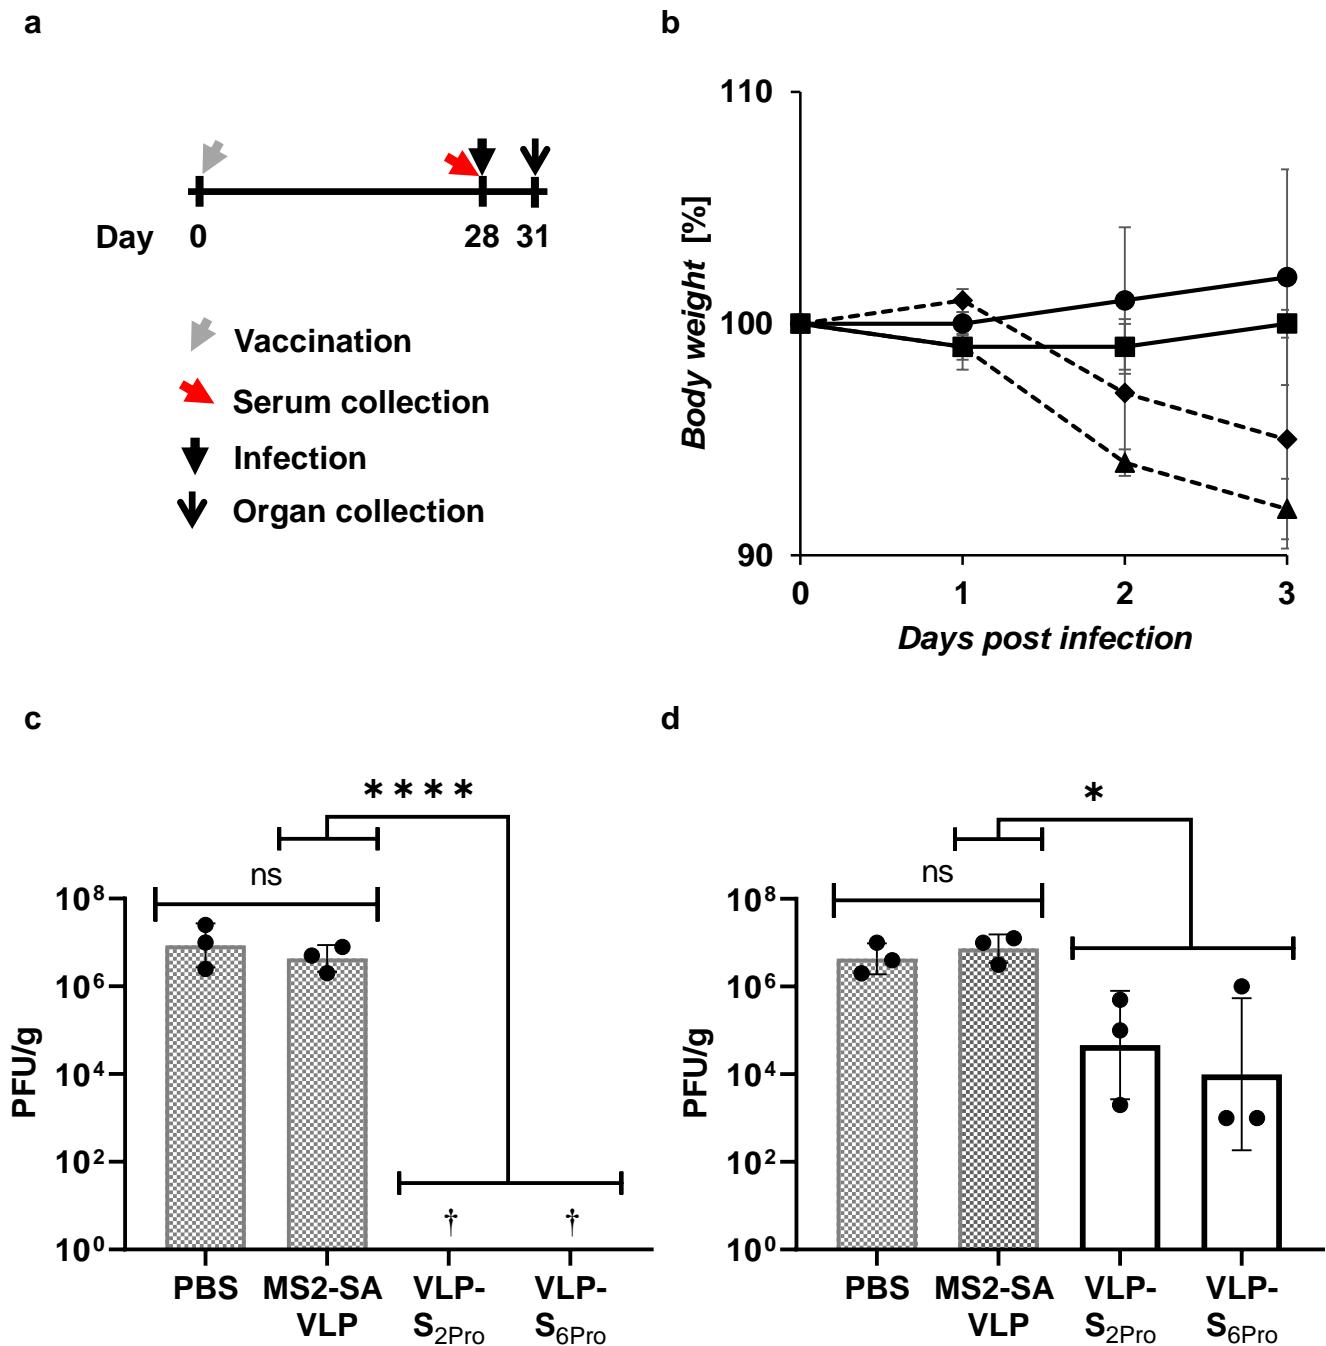 a
Day 0 28 31
Vaccination
Serum collection
Infection
Organ collection
b
110
100
90
Body weight [%]
0 1 2 3
Days post infection
c
****
ns
10⁸
10⁶
10⁴
10²
10⁰
PFU/g
PBS MS2-SA VLP- VLP-
VLP S2Pro S6Pro
† †
d
*
ns
10⁸
10⁶
10⁴
10²
10⁰
PFU/g
PBS MS2-SA VLP- VLP-
VLP S2Pro S6Pro